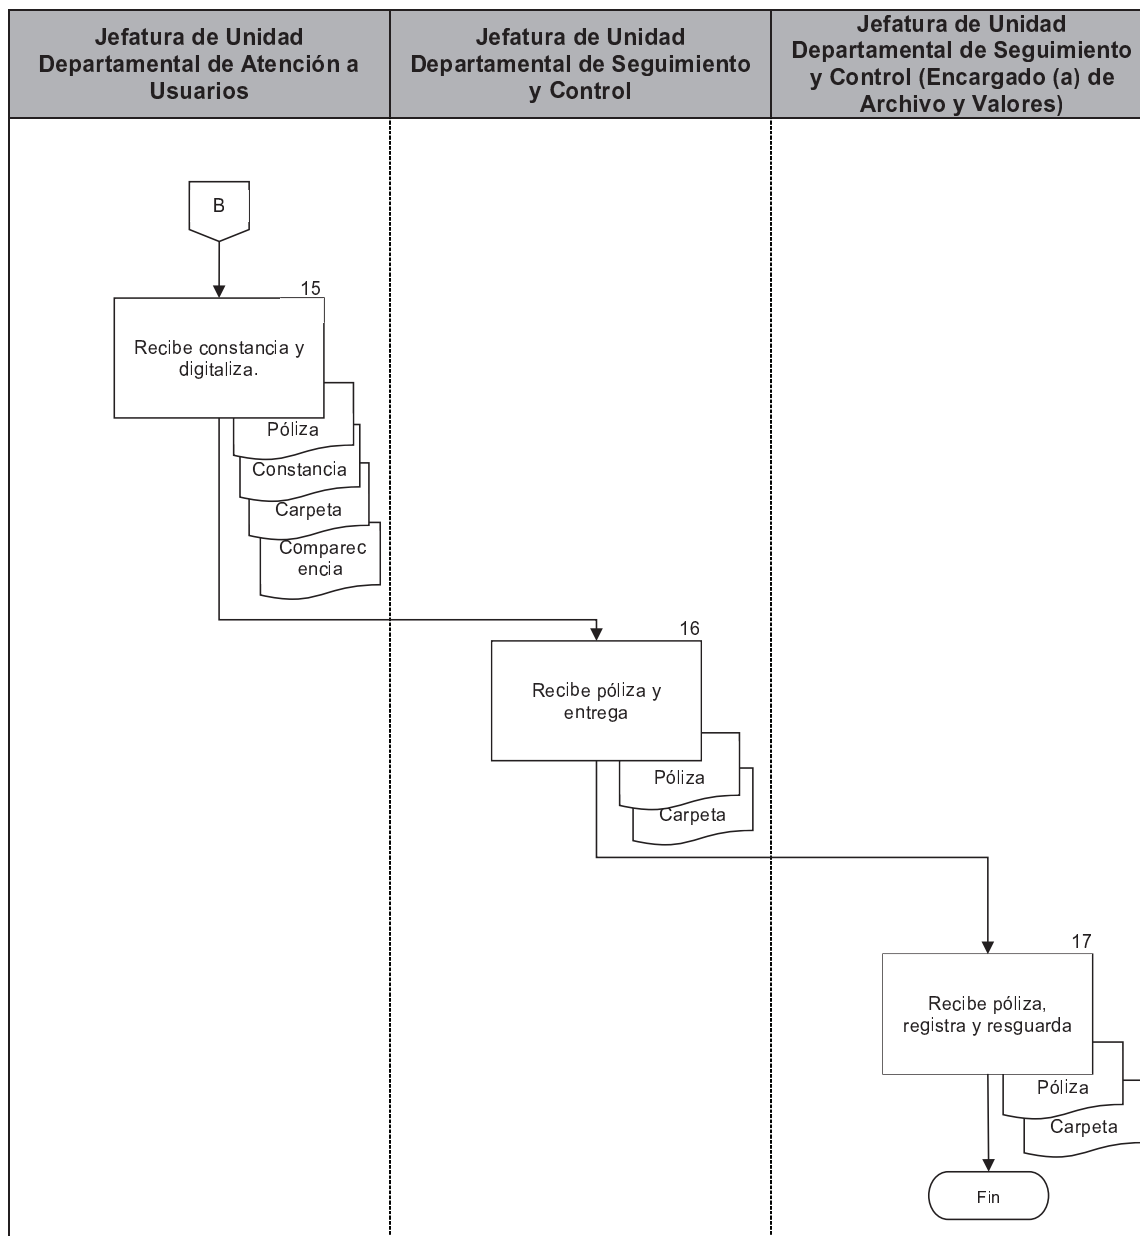 Jefatura de Unidad
Departamental de Atención a
Usuarios
Jefatura de Unidad
Departamental de Seguimiento
y Control
Jefatura de Unidad
Departamental de Seguimiento
y Control (Encargado (a) de
Archivo y Valores)
B
15
Recibe constancia y
digitaliza.
Póliza
Constancia
Carpeta
Comparec
encia
16
Recibe póliza y
entrega
Póliza
Carpeta
17
Recibe póliza,
registra y resguarda
Póliza
Carpeta
Fin